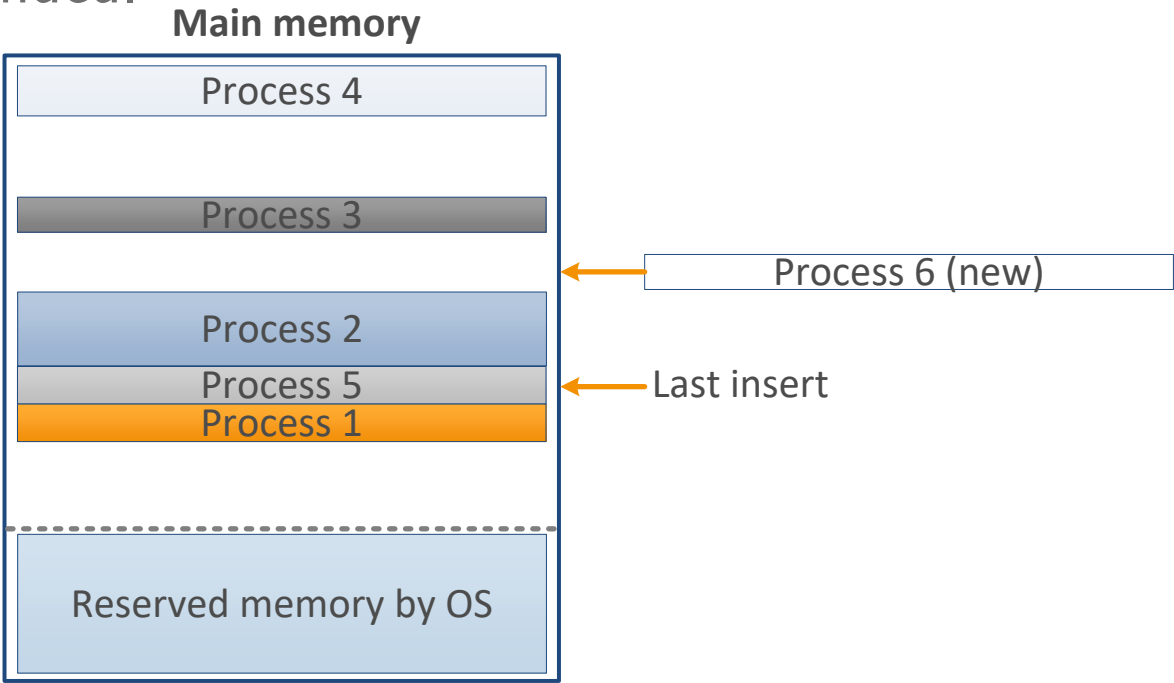 Main memory
Process 4
Process 3
Process 6 (new)
Process 2
Process 5
Last insert
Process 1
Reserved memory by OS